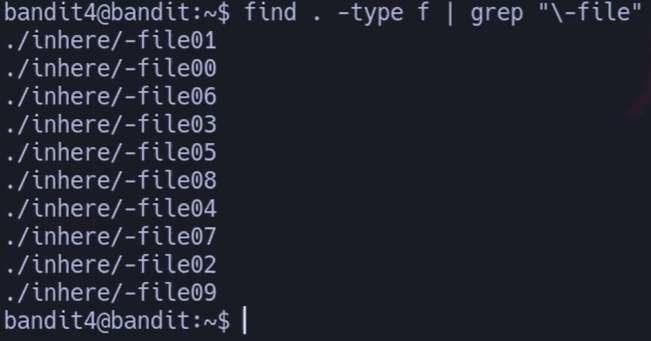 bandit4@bandit:~$ find . -type f | grep "\-file"
./inhere/-file01
./inhere/-file00
./inhere/-file06
./inhere/-file03
./inhere/-file05
./inhere/-file08
./inhere/-file04
./inhere/-file07
./inhere/-file02
./inhere/-file09
bandit4@bandit:~$